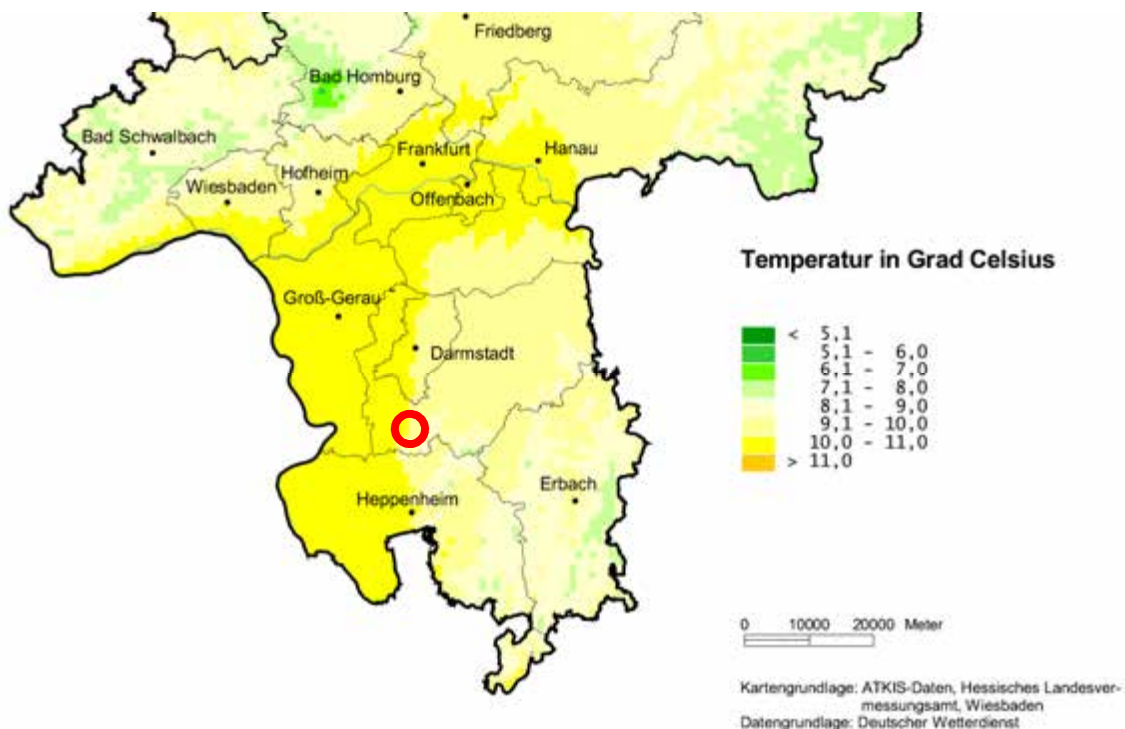 Friedberg
Bad Homburg
Bad Schwalbach
Frankfurt
Hanau
Hofheim
Wiesbaden
Offenbach
Groß-Gerau
Darmstadt
Heppenheim
Erbach
Temperatur in Grad Celsius
< 5,1
5,1 - 6,0
6,1 - 7,0
7,1 - 8,0
8,1 - 9,0
9,1 - 10,0
10,0 - 11,0
> 11,0
0 10000 20000 Meter
Kartengrundlage: ATKIS-Daten, Hessisches Landesver-
messungsamt, Wiesbaden
Datengrundlage: Deutscher Wetterdienst